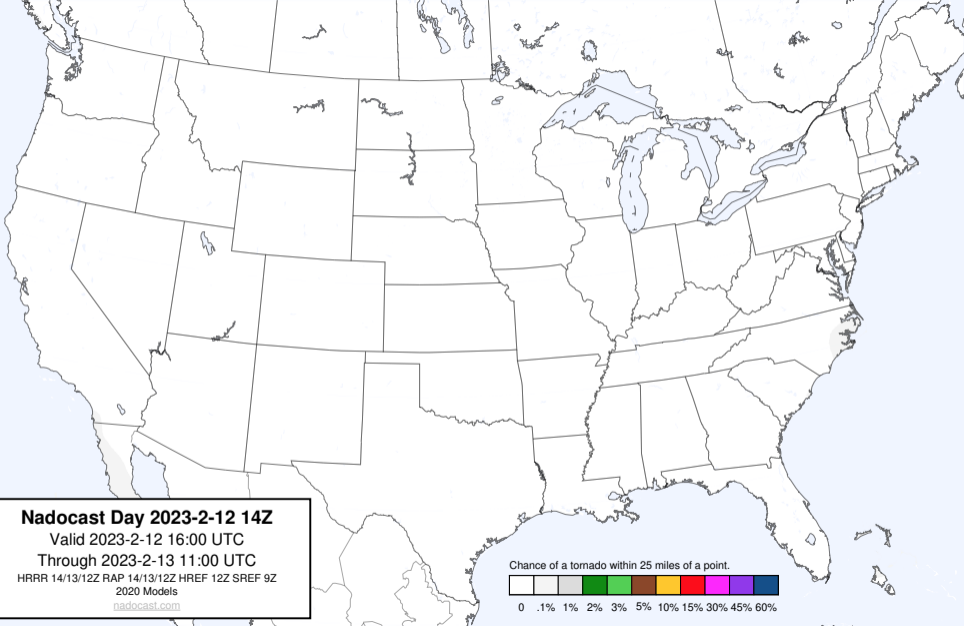 Nadocast Day 2023-2-12 14Z
Valid 2023-2-12 16:00 UTC
Through 2023-2-13 11:00 UTC
HRRR 14/13/12Z RAP 14/13/12Z HREF 12Z SREF 9Z
2020 Models
nadocast.com
Chance of a tornado within 25 miles of a point.
0 .1% 1% 2% 3% 5% 10% 15% 30% 45% 60%